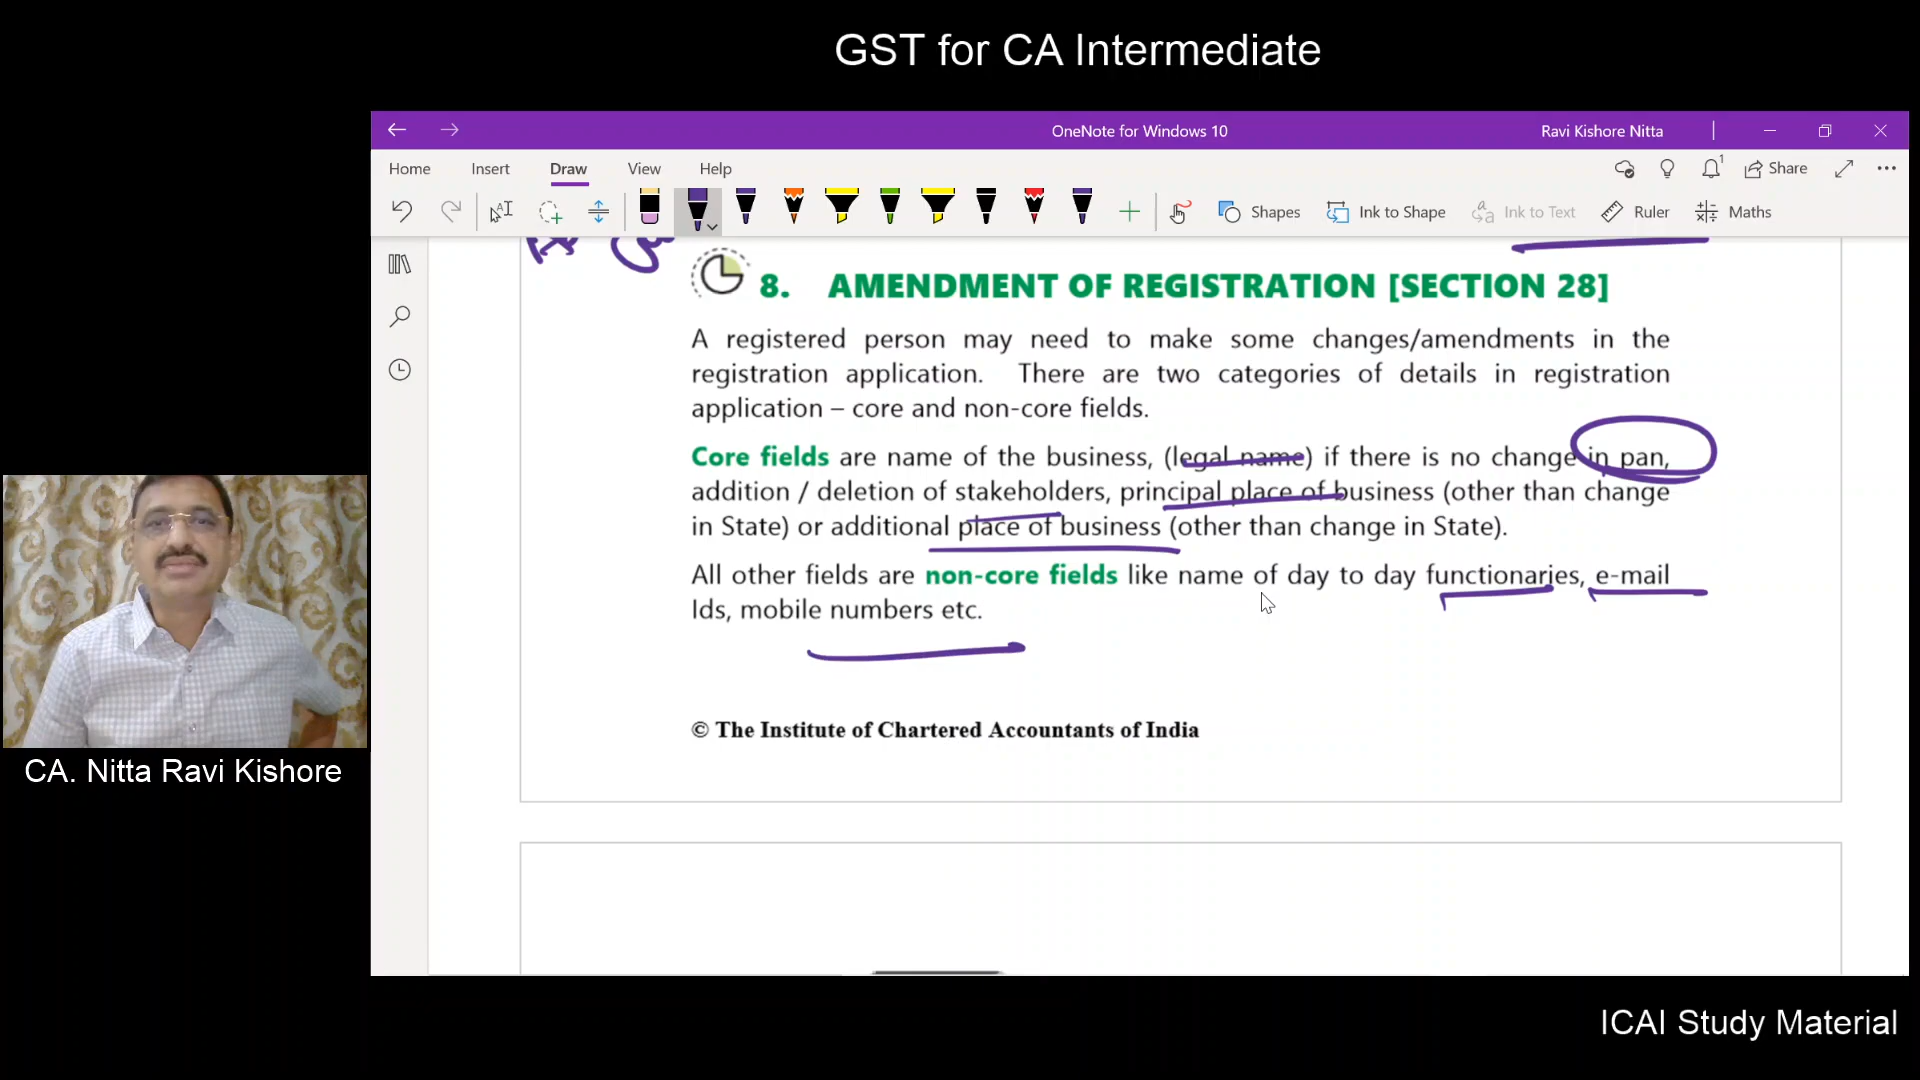 GST for CA Intermediate
OneNote for Windows 10
Ravi Kishore Nitta
Home Insert Draw View Help
1 Share
Shapes Ink to Shape Ink to Text Ruler Maths
8. AMENDMENT OF REGISTRATION [SECTION 28]
A registered person may need to make some changes/amendments in the
registration application. There are two categories of details in registration
application – core and non-core fields.
Core fields are name of the business, (legal name) if there is no change in pan,
addition / deletion of stakeholders, principal place of business (other than change
in State) or additional place of business (other than change in State).
All other fields are non-core fields like name of day to day functionaries, e-mail
Ids, mobile numbers etc.
© The Institute of Chartered Accountants of India
CA. Nitta Ravi Kishore
ICAI Study Material